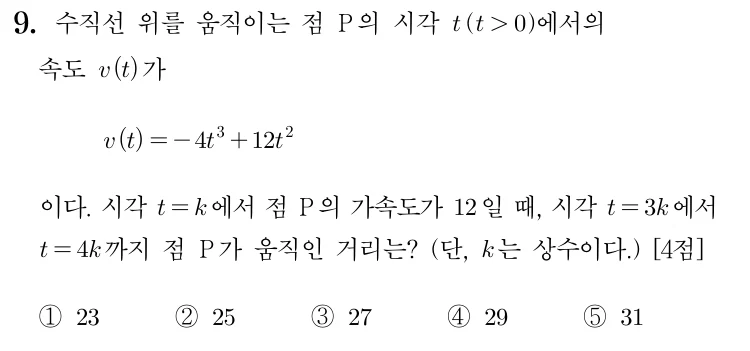 9. 수직선 위를 움직이는 점 P의 시각 t(t>0)에서의
속도 v(t)가
v(t)=-4t³+12t²
이다. 시각 t=k에서 점 P의 가속도가 12일 때, 시각 t=3k에서
t=4k까지 점 P가 움직인 거리는? (단, k는 상수이다.) [4점]
① 23 ② 25 ③ 27 ④ 29 ⑤ 31